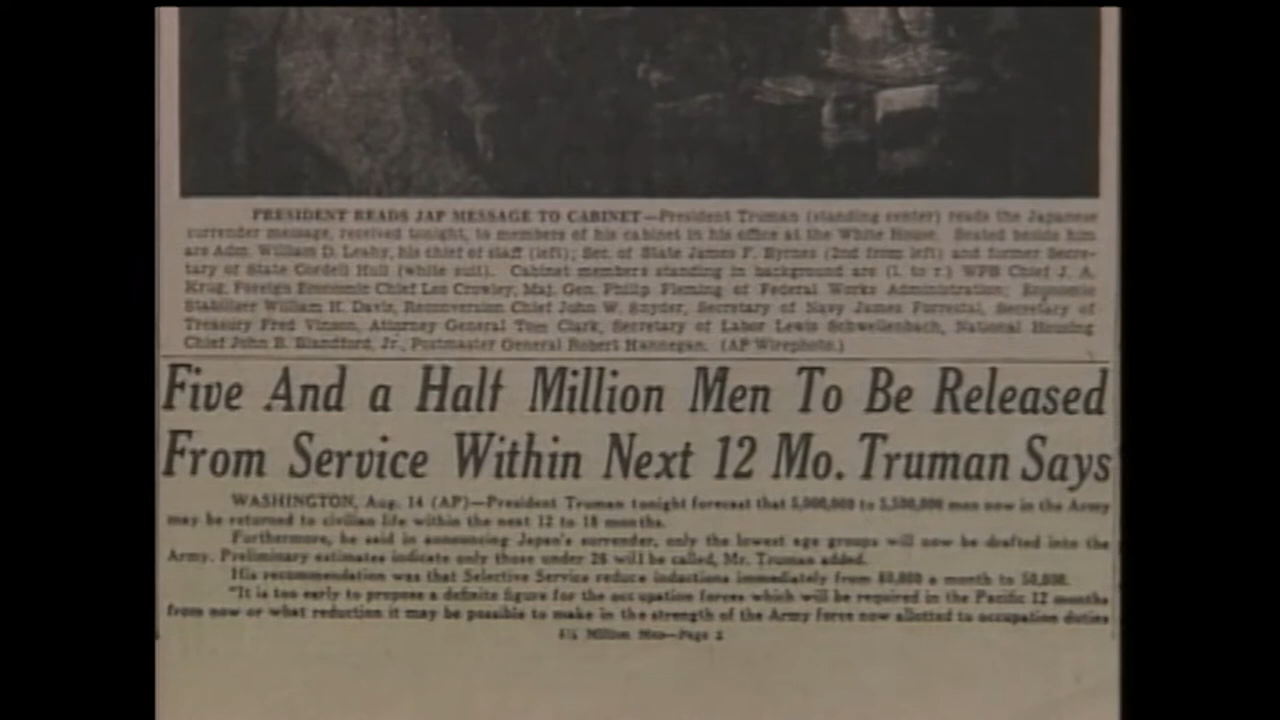 PRESIDENT READS JAP MESSAGE TO CABINET—President Truman (standing center) reads the Japanese
surrender message, received tonight, to members of his cabinet in his office at the White House. Seated beside him
are Adm. William D. Leahy, his chief of staff (left); Sec. of State James F. Byrnes (2nd from left) and former Secre-
tary of State Cordell Hull (white suit). Cabinet members standing in background are (l. to r.) WPB Chief J. A.
Krug, Foreign Economic Chief Leo Crowley, Maj. Gen. Philip Fleming of Federal Works Administration; Economic
Stabilizer William H. Davis, Reconversion Chief John W. Snyder, Secretary of Navy James Forrestal, Secretary of
Treasury Fred Vinson, Attorney General Tom Clark, Secretary of Labor Lewis Schwellenbach, National Housing
Chief John B. Blandford, Jr., Postmaster General Robert Hannegan. (AP Wirephoto.)
Five And a Half Million Men To Be Released
From Service Within Next 12 Mo. Truman Says
WASHINGTON, Aug. 14 (AP)—President Truman tonight forecast that 5,000,000 to 5,500,000 men now in the Army
may be returned to civilian life within the next 12 to 18 months.
Furthermore, he said in announcing Japan's surrender, only the lowest age groups will now be drafted into the
Army. Preliminary estimates indicate only those under 26 will be called, Mr. Truman added.
His recommendation was that Selective Service reduce inductions immediately from 80,000 a month to 50,000.
"It is too early to propose a definite figure for the occupation forces which will be required in the Pacific 12 months
from now or what reduction it may be possible to make in the strength of the Army force now allotted to occupation duties
5½ Million Men—Page 2